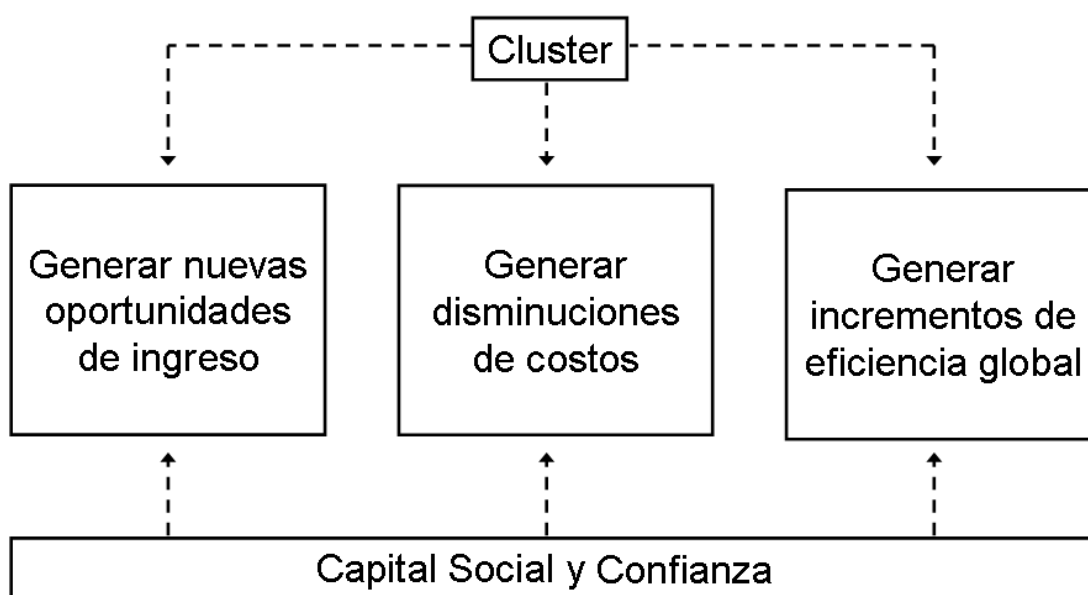 Cluster
Generar nuevas
oportunidades
de ingreso
Generar
disminuciones
de costos
Generar
incrementos de
eficiencia global
Capital Social y Confianza